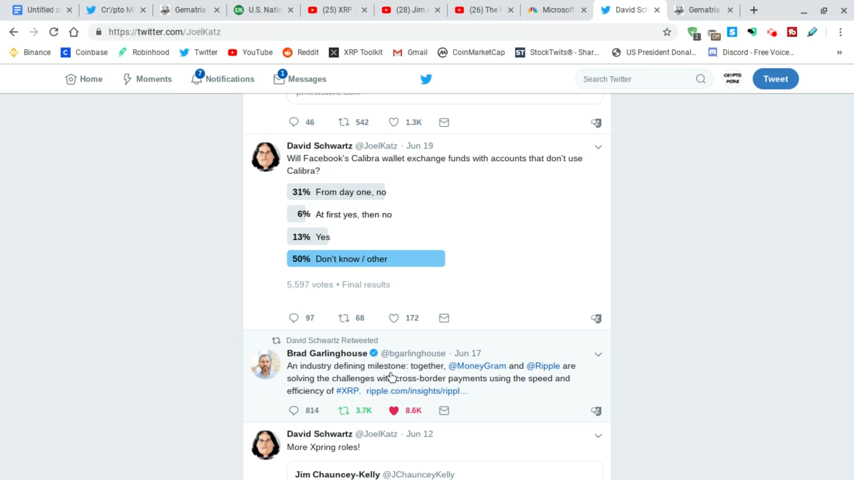 Untitled d
Cr/pto M
Gematria
U.S. Natio
(25) XRP
(28) Jim
(26) The
Microsoft
David Sch
Gematria
https://twitter.com/JoelKatz
Binance
Coinbase
Robinhood
Twitter
YouTube
Reddit
XRP Toolkit
Gmail
CoinMarketCap
StockTwits® - Shar...
US President Donal...
Discord - Free Voice...
Home
Moments
7
Notifications
1
Messages
Search Twitter
Tweet
46
542
1.3K
David Schwartz @JoelKatz · Jun 19
Will Facebook's Calibra wallet exchange funds with accounts that don't use
Calibra?
31% From day one, no
6% At first yes, then no
13% Yes
50% Don't know / other
5,597 votes • Final results
97
68
172
David Schwartz Retweeted
Brad Garlinghouse @bgarlinghouse · Jun 17
An industry defining milestone: together, @MoneyGram and @Ripple are
solving the challenges with cross-border payments using the speed and
efficiency of #XRP. ripple.com/insights/rippl...
814
3.7K
8.6K
David Schwartz @JoelKatz · Jun 12
More Xpring roles!
Jim Chauncey-Kelly @JChaunceyKelly